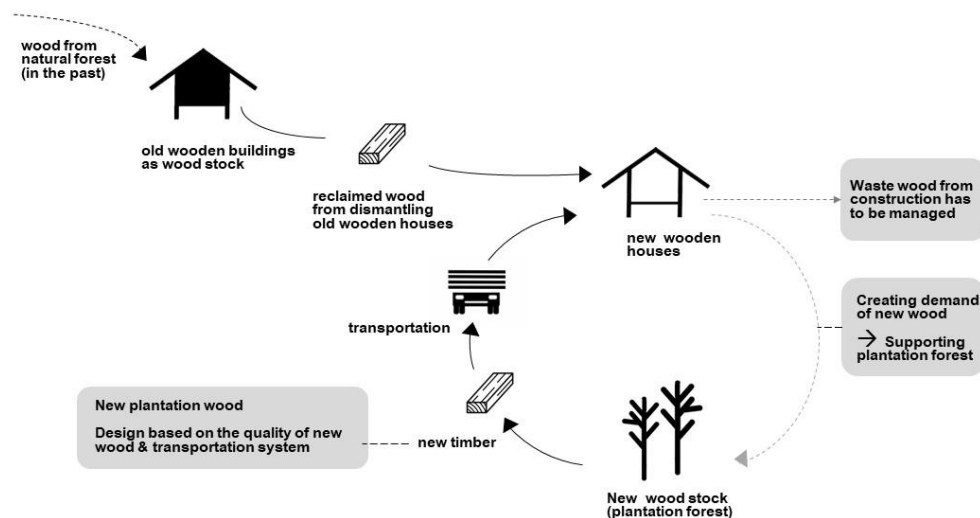 wood from
natural forest
(in the past)
old wooden buildings
as wood stock
reclaimed wood
from dismantling
old wooden houses
new wooden
houses
Waste wood from
construction has
to be managed
transportation
Creating demand
of new wood
→ Supporting
plantation forest
New plantation wood
Design based on the quality of new
wood & transportation system
new timber
New wood stock
(plantation forest)